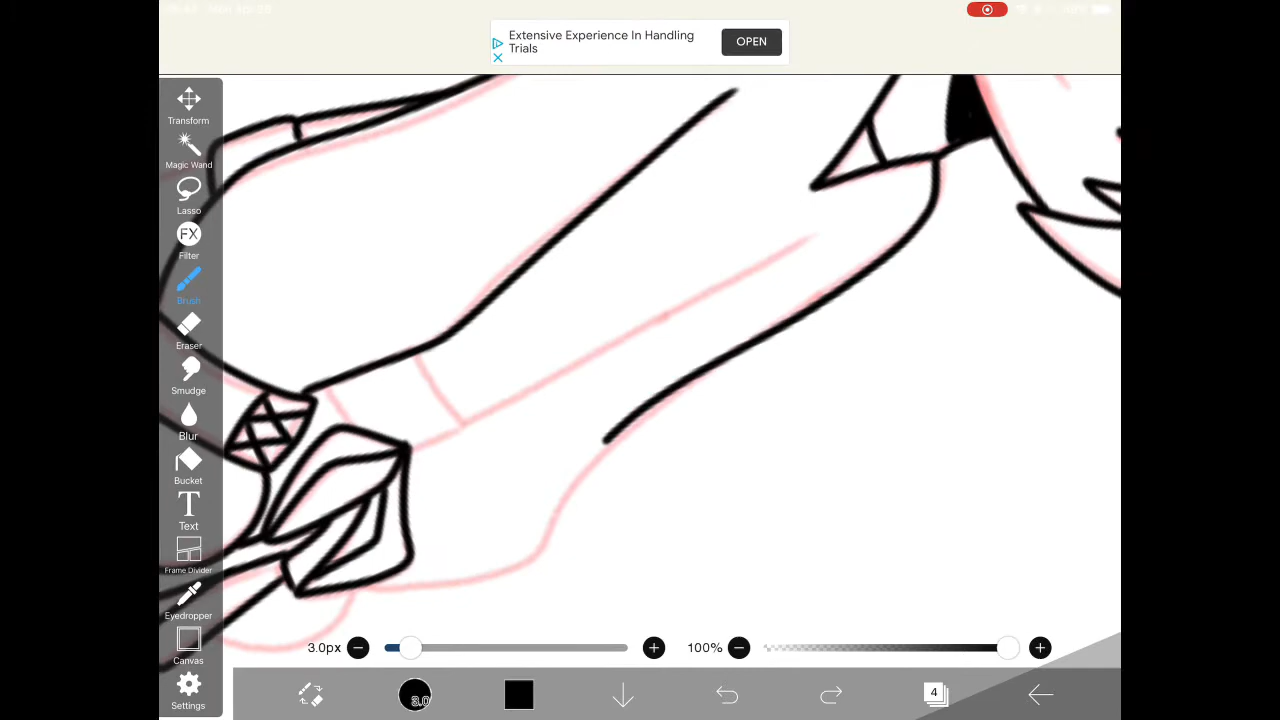 Extensive Experience In Handling
Trials
OPEN
Transform
Magic Wand
Lasso
FX
Filter
Brush
Eraser
Smudge
Blur
Bucket
T
Text
Frame Divider
Eyedropper
Canvas
Settings
3.0px
100%
3.0
4